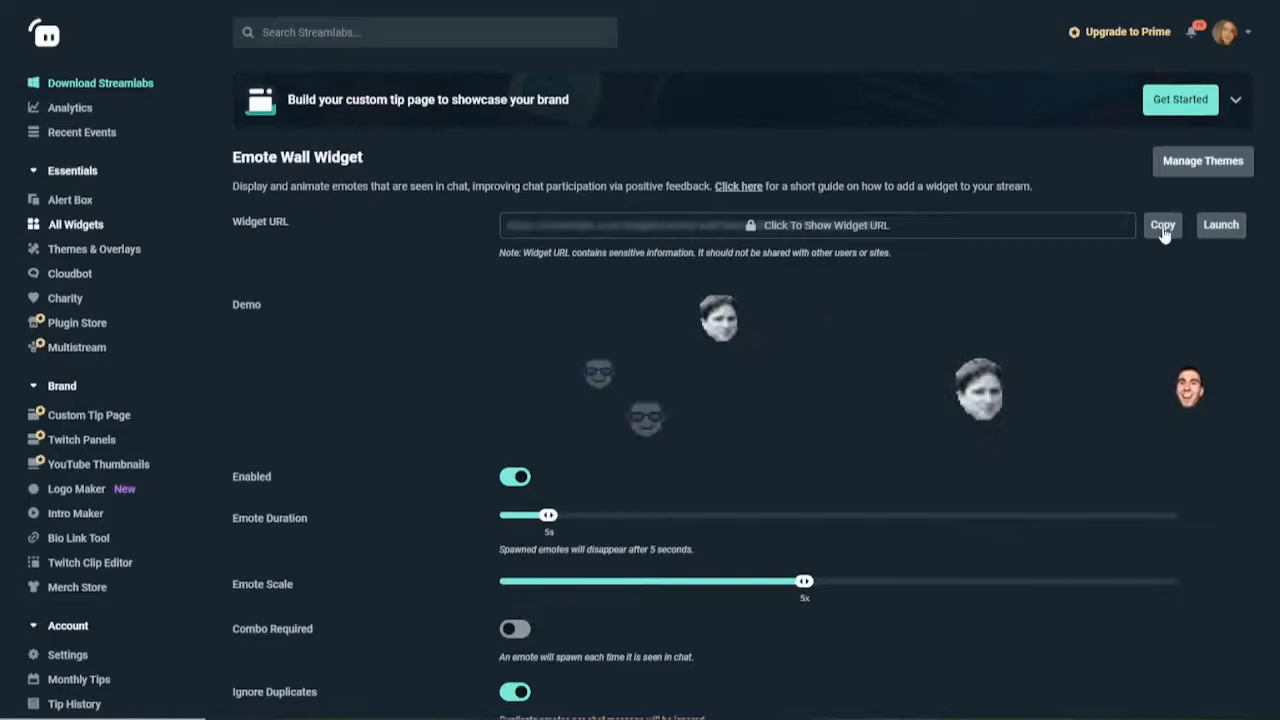 Search Streamlabs...
Upgrade to Prime
Download Streamlabs
Analytics
Recent Events
Essentials
Alert Box
All Widgets
Themes & Overlays
Cloudbot
Charity
Plugin Store
Multistream
Brand
Custom Tip Page
Twitch Panels
YouTube Thumbnails
Logo Maker New
Intro Maker
Bio Link Tool
Twitch Clip Editor
Merch Store
Account
Settings
Monthly Tips
Tip History
Build your custom tip page to showcase your brand
Get Started
Emote Wall Widget
Manage Themes
Display and animate emotes that are seen in chat, improving chat participation via positive feedback. Click here for a short guide on how to add a widget to your stream.
Widget URL
Click To Show Widget URL
Copy
Launch
Note: Widget URL contains sensitive information. It should not be shared with other users or sites.
Demo
Enabled
Emote Duration
5s
Spawned emotes will disappear after 5 seconds.
Emote Scale
5x
Combo Required
An emote will spawn each time it is seen in chat.
Ignore Duplicates